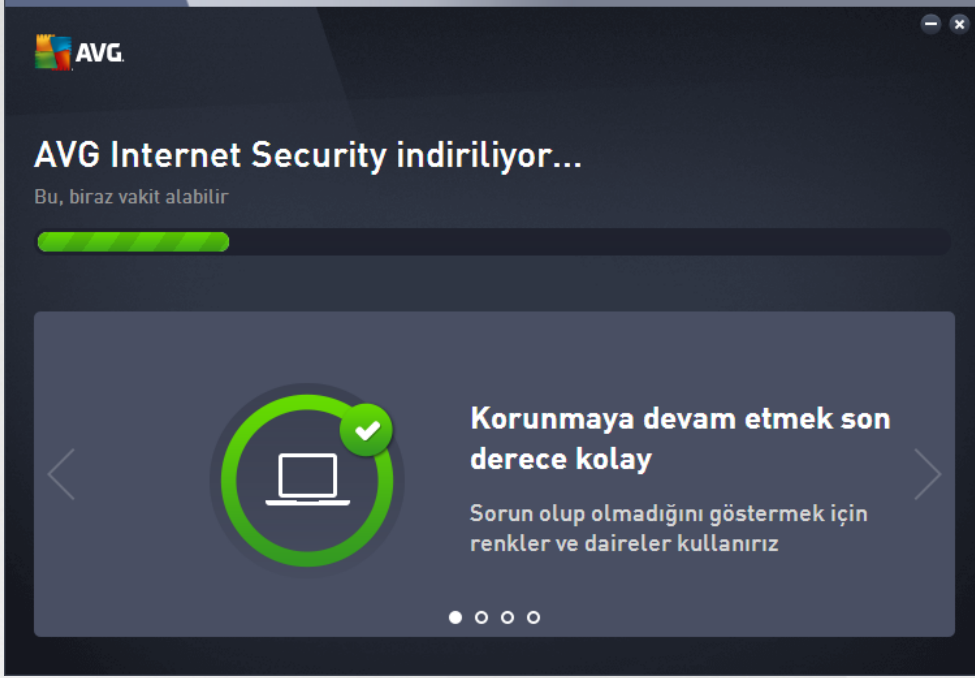 AVG
AVG Internet Security indiriliyor...
Bu, biraz vakit alabilir
Korunmaya devam etmek son
derece kolay
Sorun olup olmadığını göstermek için
renkler ve daireler kullanırız